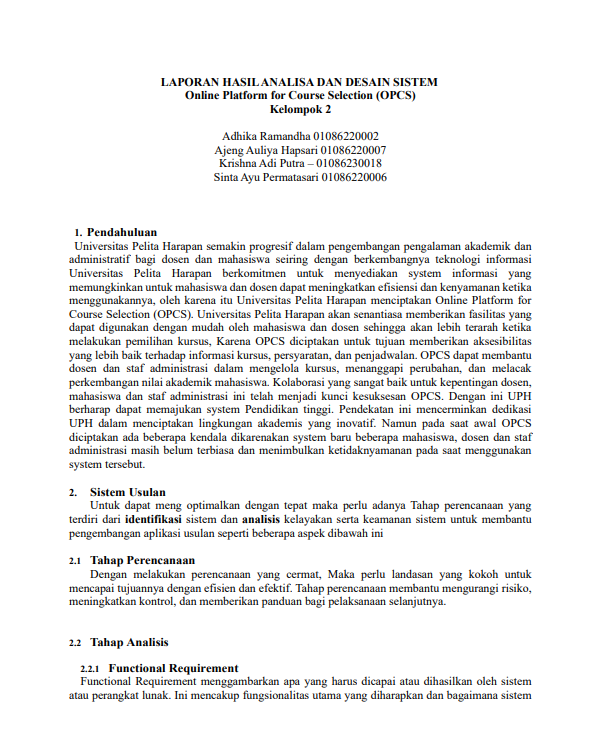 LAPORAN HASIL ANALISA DAN DESAIN SISTEM
Online Platform for Course Selection (OPCS)
Kelompok 2
Adhika Ramandha 01086220002
Ajeng Auliya Hapsari 01086220007
Krishna Adi Putra – 01086230018
Sinta Ayu Permatasari 01086220006
1. Pendahuluan
Universitas Pelita Harapan semakin progresif dalam pengembangan pengalaman akademik dan
administratif bagi dosen dan mahasiswa seiring dengan berkembangnya teknologi informasi
Universitas Pelita Harapan berkomitmen untuk menyediakan system informasi yang
memungkinkan untuk mahasiswa dan dosen dapat meningkatkan efisiensi dan kenyamanan ketika
menggunakannya, oleh karena itu Universitas Pelita Harapan menciptakan Online Platform for
Course Selection (OPCS). Universitas Pelita Harapan akan senantiasa memberikan fasilitas yang
dapat digunakan dengan mudah oleh mahasiswa dan dosen sehingga akan lebih terarah ketika
melakukan pemilihan kursus, Karena OPCS diciptakan untuk tujuan memberikan aksesibilitas
yang lebih baik terhadap informasi kursus, persyaratan, dan penjadwalan. OPCS dapat membantu
dosen dan staf administrasi dalam mengelola kursus, menanggapi perubahan, dan melacak
perkembangan nilai akademik mahasiswa. Kolaborasi yang sangat baik untuk kepentingan dosen,
mahasiswa dan staf administrasi ini telah menjadi kunci kesuksesan OPCS. Dengan ini UPH
berharap dapat memajukan system Pendidikan tinggi. Pendekatan ini mencerminkan dedikasi
UPH dalam menciptakan lingkungan akademis yang inovatif. Namun pada saat awal OPCS
diciptakan ada beberapa kendala dikarenakan system baru beberapa mahasiswa, dosen dan staf
administrasi masih belum terbiasa dan menimbulkan ketidaknyamanan pada saat menggunakan
system tersebut.
2. Sistem Usulan
Untuk dapat meng optimalkan dengan tepat maka perlu adanya Tahap perencanaan yang
terdiri dari identifikasi sistem dan analisis kelayakan serta keamanan sistem untuk membantu
pengembangan aplikasi usulan seperti beberapa aspek dibawah ini
2.1 Tahap Perencanaan
Dengan melakukan perencanaan yang cermat, Maka perlu landasan yang kokoh untuk
mencapai tujuannya dengan efisien dan efektif. Tahap perencanaan membantu mengurangi risiko,
meningkatkan kontrol, dan memberikan panduan bagi pelaksanaan selanjutnya.
2.2 Tahap Analisis
2.2.1 Functional Requirement
Functional Requirement menggambarkan apa yang harus dicapai atau dihasilkan oleh sistem
atau perangkat lunak. Ini mencakup fungsionalitas utama yang diharapkan dan bagaimana sistem